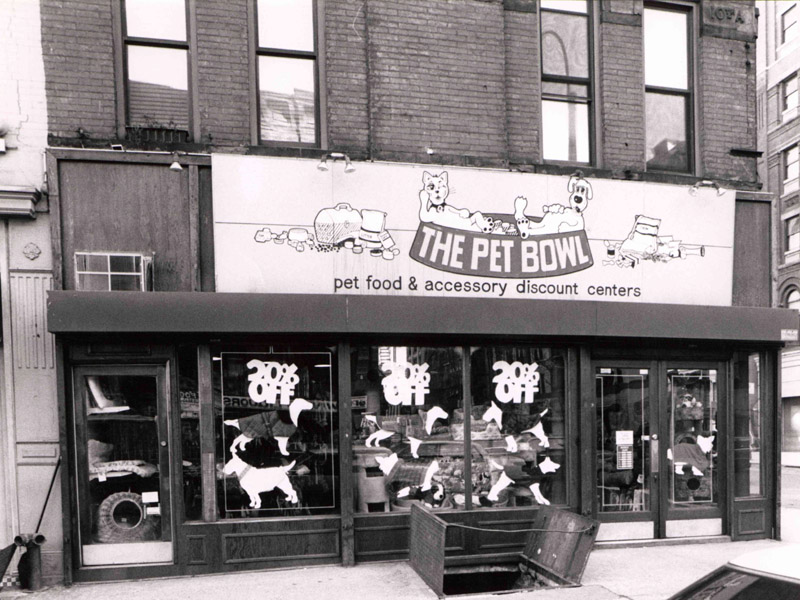 THE PET BOWL
pet food & accessory discount centers
20%
OFF
20%
OFF
20%
OFF